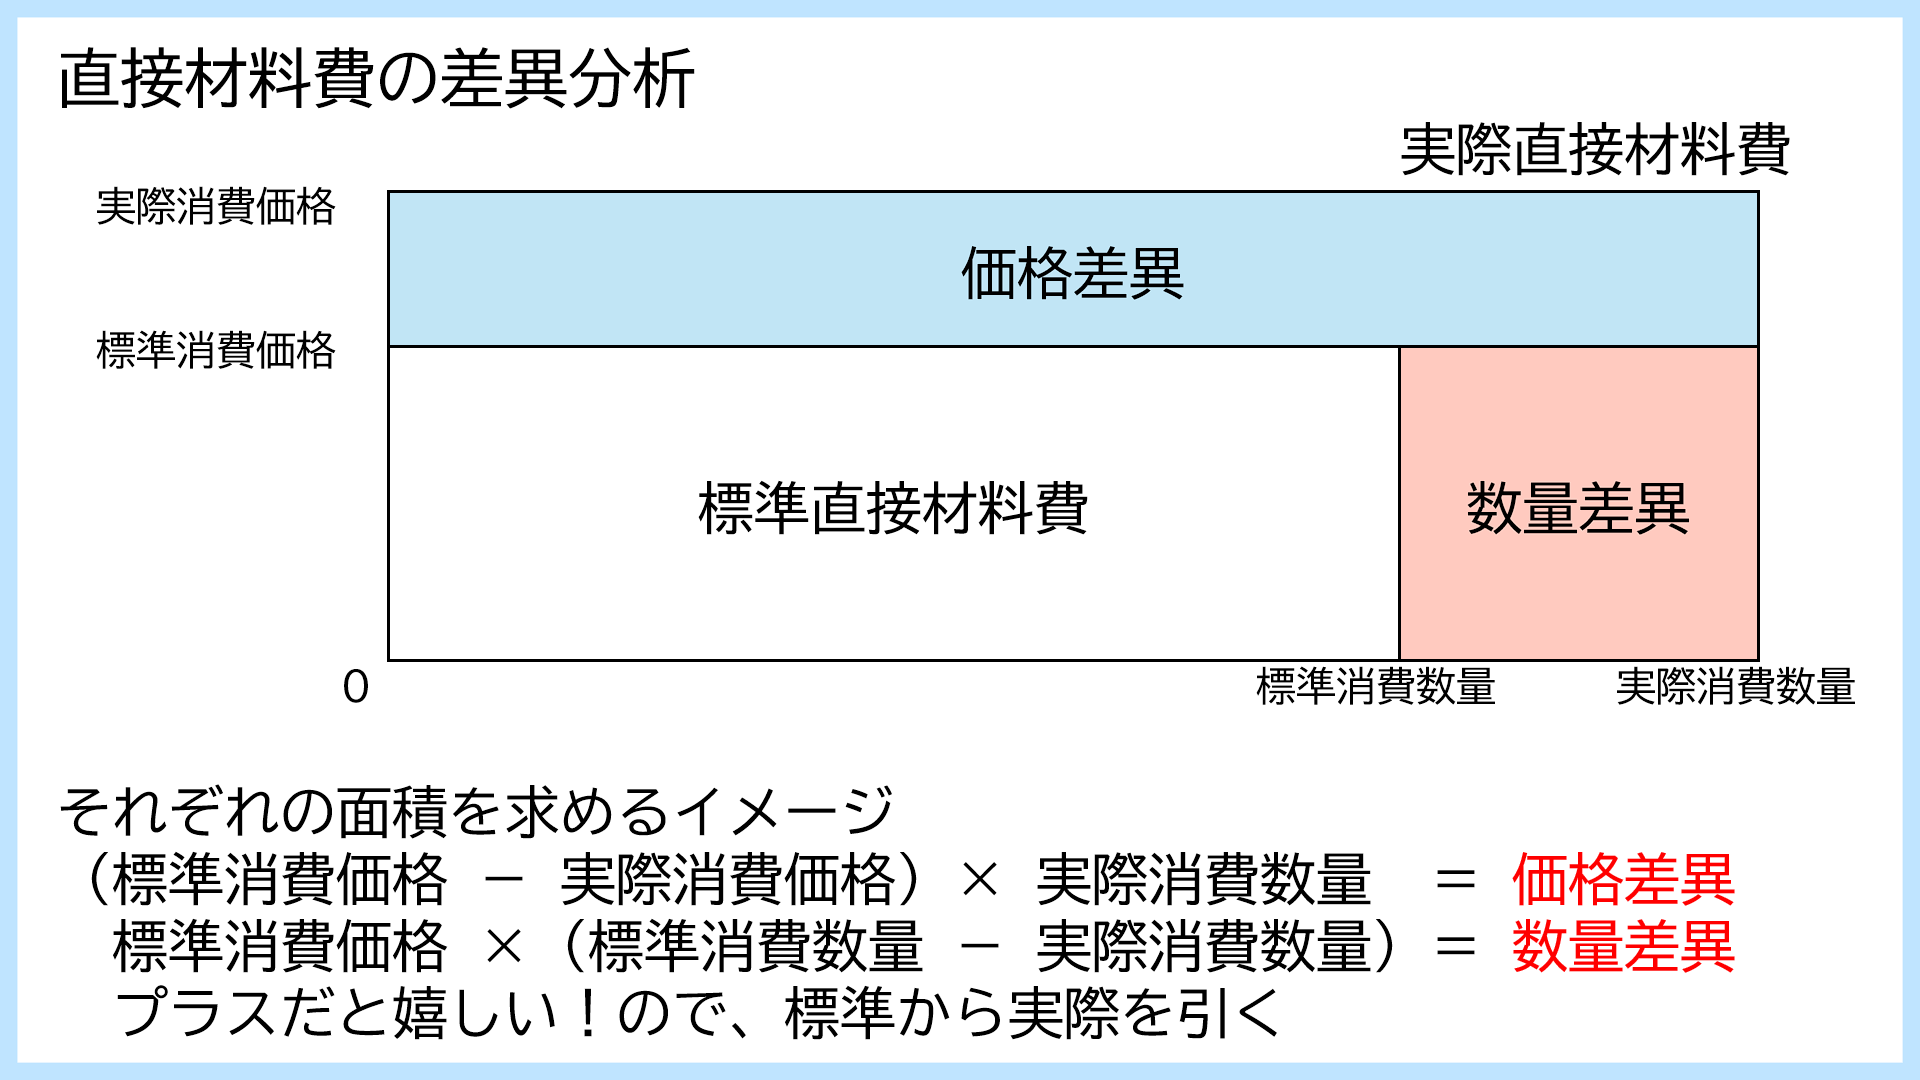 直接材料費の差異分析
実際直接材料費
実際消費価格
価格差異
標準消費価格
標準直接材料費
数量差異
0
標準消費数量
実際消費数量
それぞれの面積を求めるイメージ
（標準消費価格 － 実際消費価格）× 実際消費数量 ＝ 価格差異
標準消費価格 ×（標準消費数量 － 実際消費数量）＝ 数量差異
プラスだと嬉しい！ので、標準から実際を引く